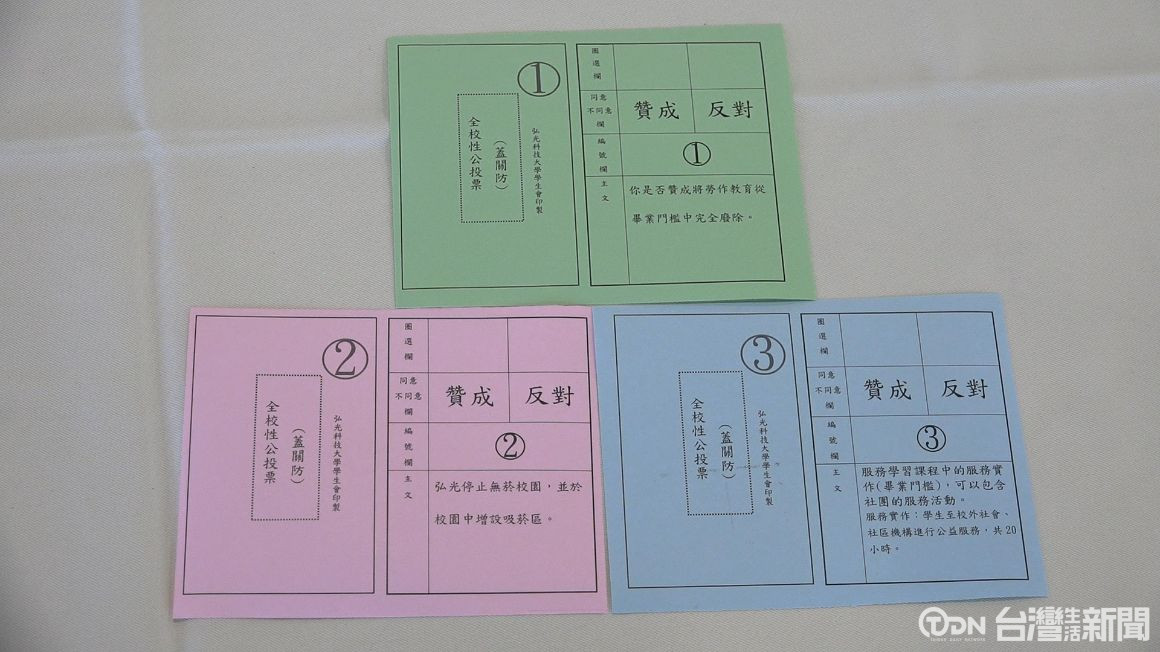 ①
全校性公投票
(蓋關防)
弘光科技大學學生會印製
圈選欄
同意
不同意
欄
贊成
反對
編號欄
①
主文
你是否贊成將勞作教育從
畢業門檻中完全廢除。
②
全校性公投票
(蓋關防)
弘光科技大學學生會印製
圈選欄
同意
不同意
欄
贊成
反對
編號欄
②
主文
弘光停止無菸校園,並於
校園中增設吸菸區。
③
全校性公投票
(蓋關防)
弘光科技大學學生會印製
圈選欄
同意
不同意
欄
贊成
反對
編號欄
③
主文
服務學習課程中的服務實
作(畢業門檻),可以包含
社團的服務活動。
服務實作:學生至校外社會、
社區機構進行公益服務,共20
小時。
TDN 台灣生活新聞